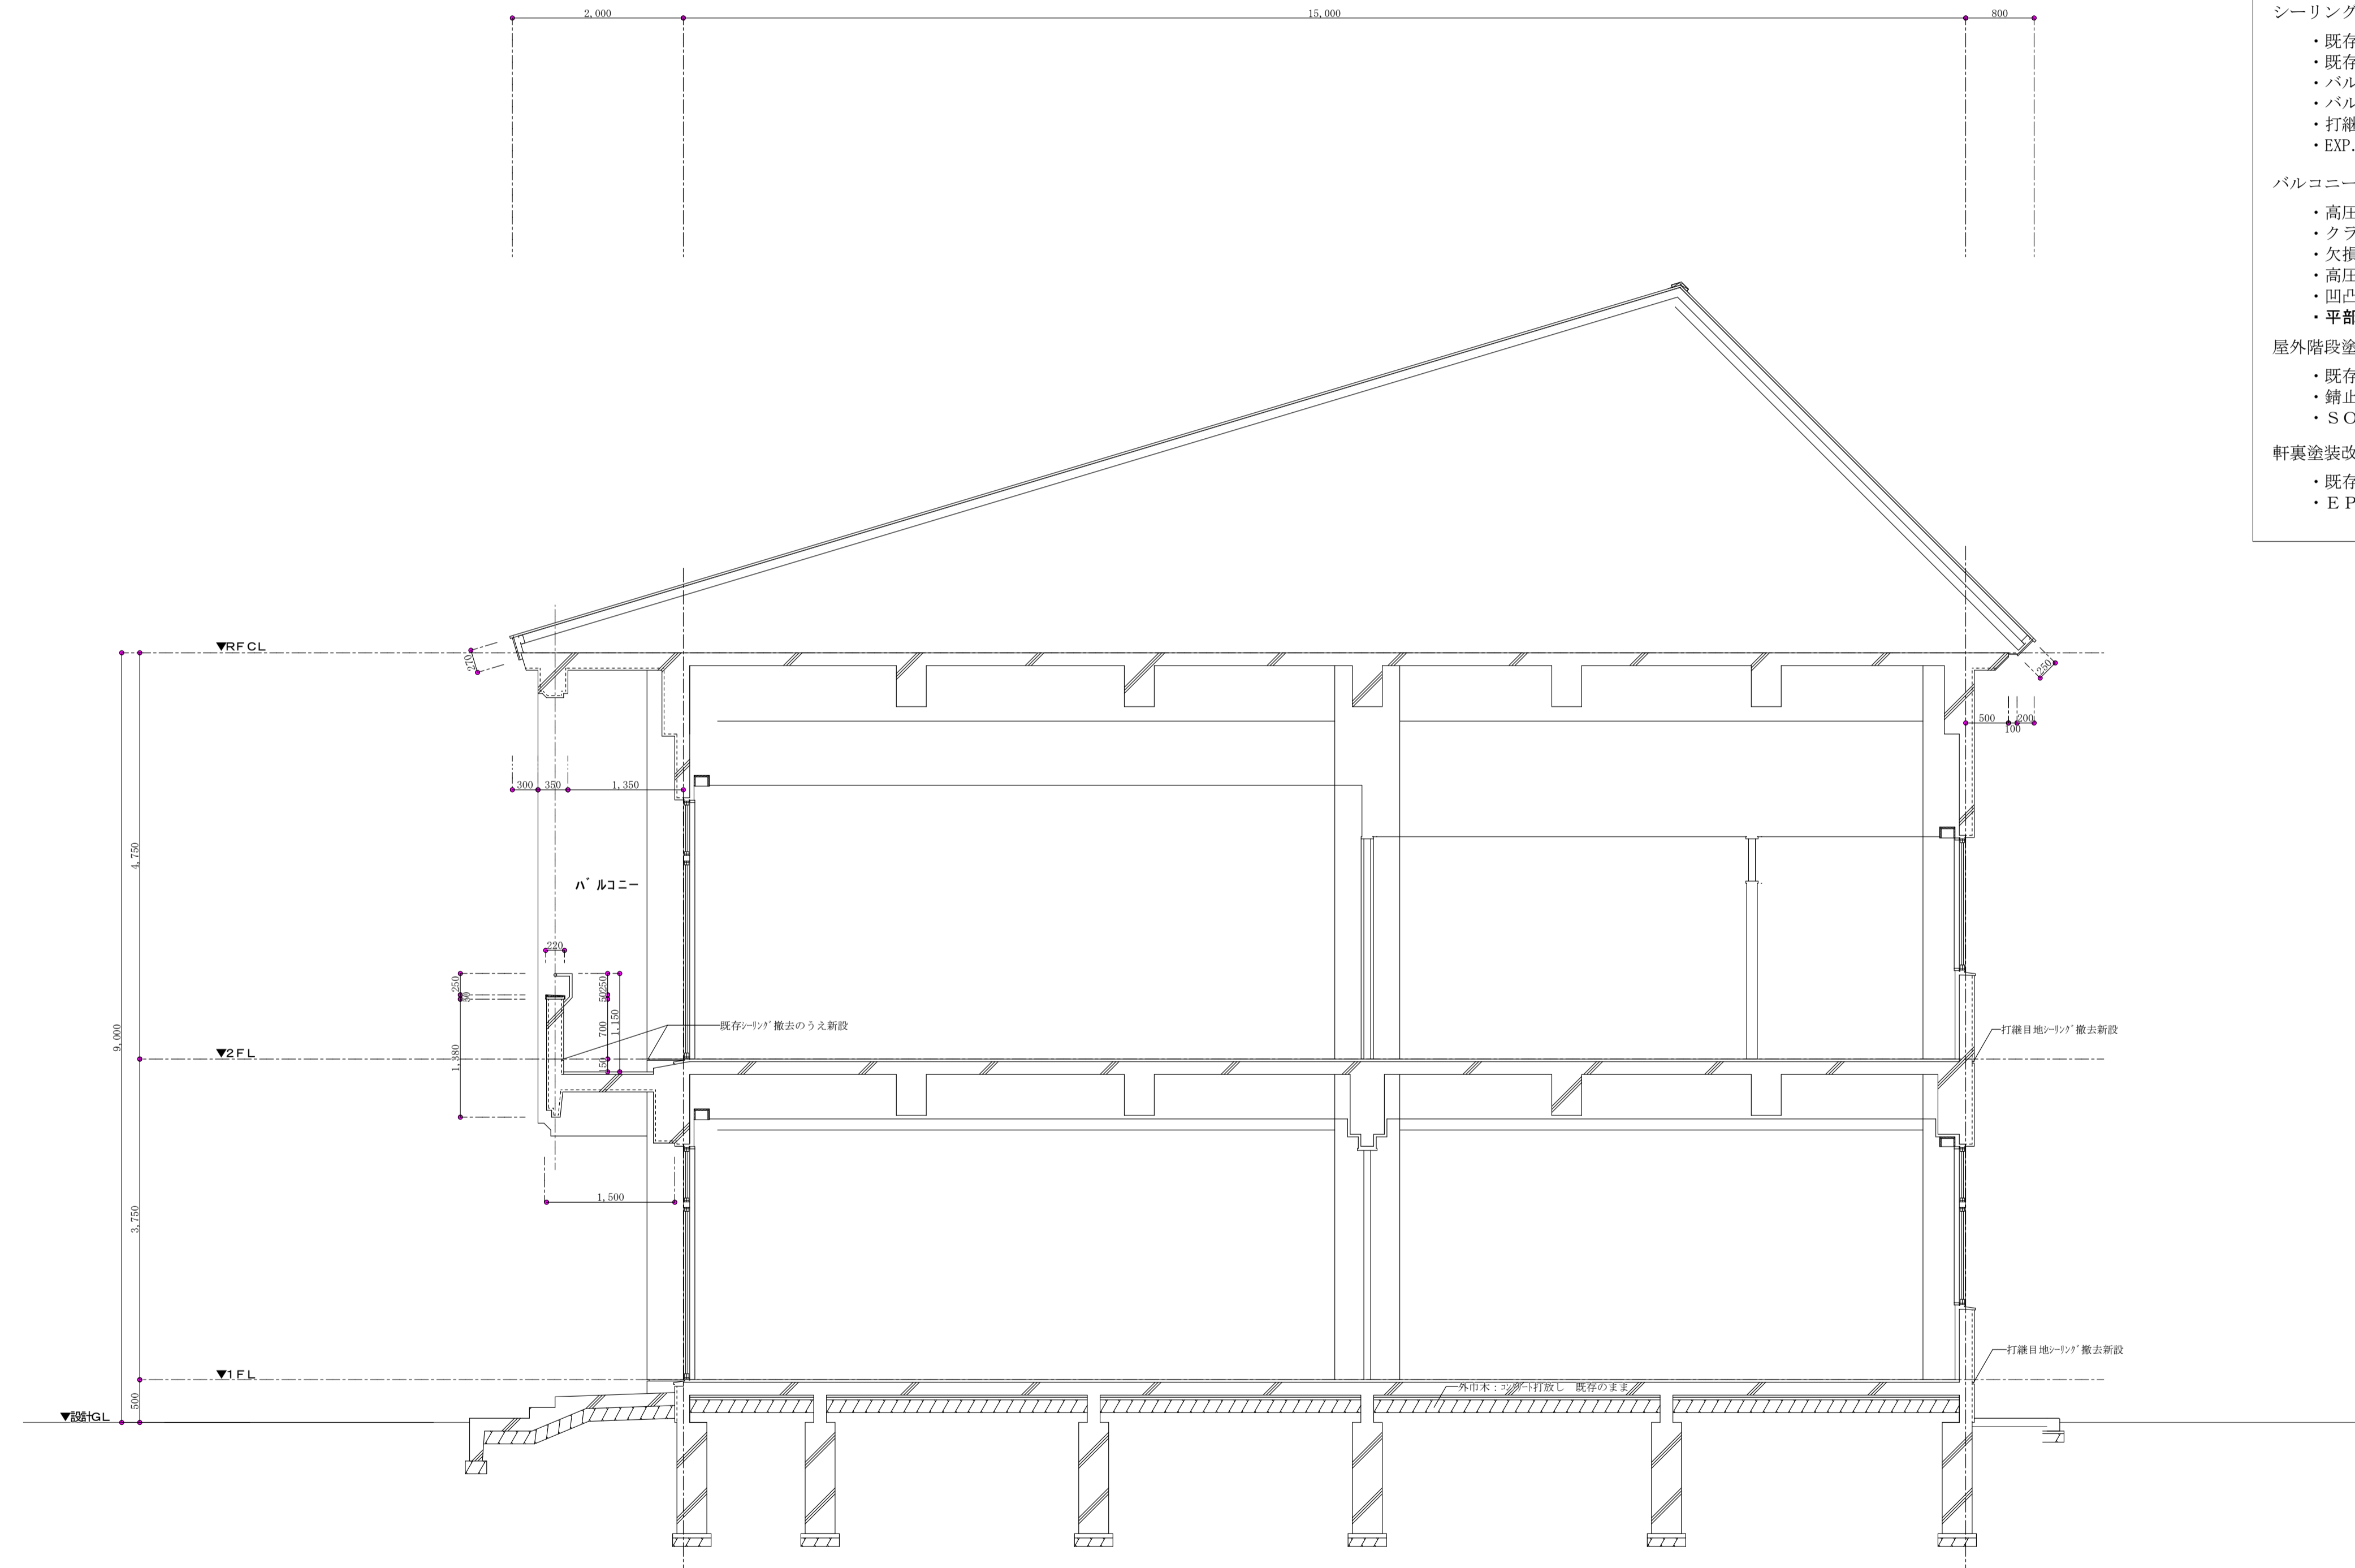 2,000
15,000
800
シーリング
・既存
・既存
・バル
・バル
・打継
・EXP.
バルコニー
・高圧
・クラ
・欠損
・高圧
・凹凸
・平部
屋外階段塗
・既存
・錆止
・ＳＯ
軒裏塗装改
・既存
・ＥＰ
▼RFCL
270
250
500
200
100
300
350
1,350
4,750
バルコニー
220
250
50
250
50
700
1,150
150
1,380
9,000
既存ｼｰﾘﾝｸﾞ撤去のうえ新設
打継目地ｼｰﾘﾝｸﾞ撤去新設
▼2FL
1,500
3,750
打継目地ｼｰﾘﾝｸﾞ撤去新設
▼1FL
外巾木：ｺﾝｸﾘｰﾄ打放し　既存のまま
500
▼設計GL